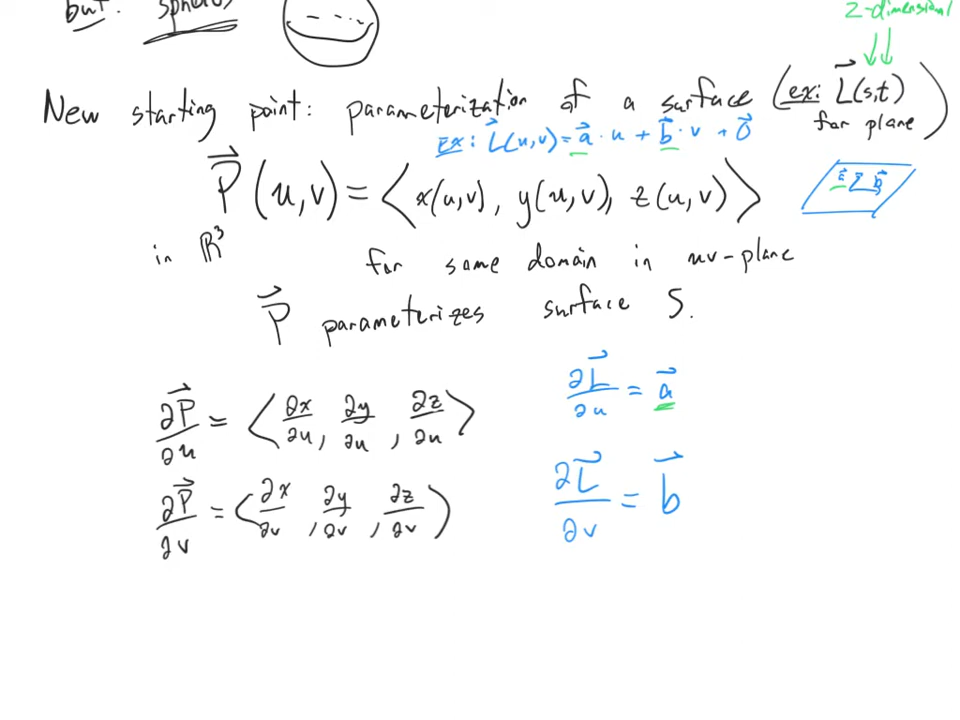 but: spheres
2-dimensional
New starting point: parameterization of a surface (ex: L⃗(s,t) for plane)
Ex: L⃗(u,v) = a⃗·u + b⃗·v + 0⃗
P⃗(u,v) = ⟨x(u,v), y(u,v), z(u,v)⟩
a⃗ b⃗
in ℝ³ for some domain in uv-plane
P⃗ parameterizes surface S.
∂P⃗/∂u = ⟨∂x/∂u, ∂y/∂u, ∂z/∂u⟩ ∂L⃗/∂u = a⃗
∂P⃗/∂v = ⟨∂x/∂v, ∂y/∂v, ∂z/∂v⟩ ∂L⃗/∂v = b⃗